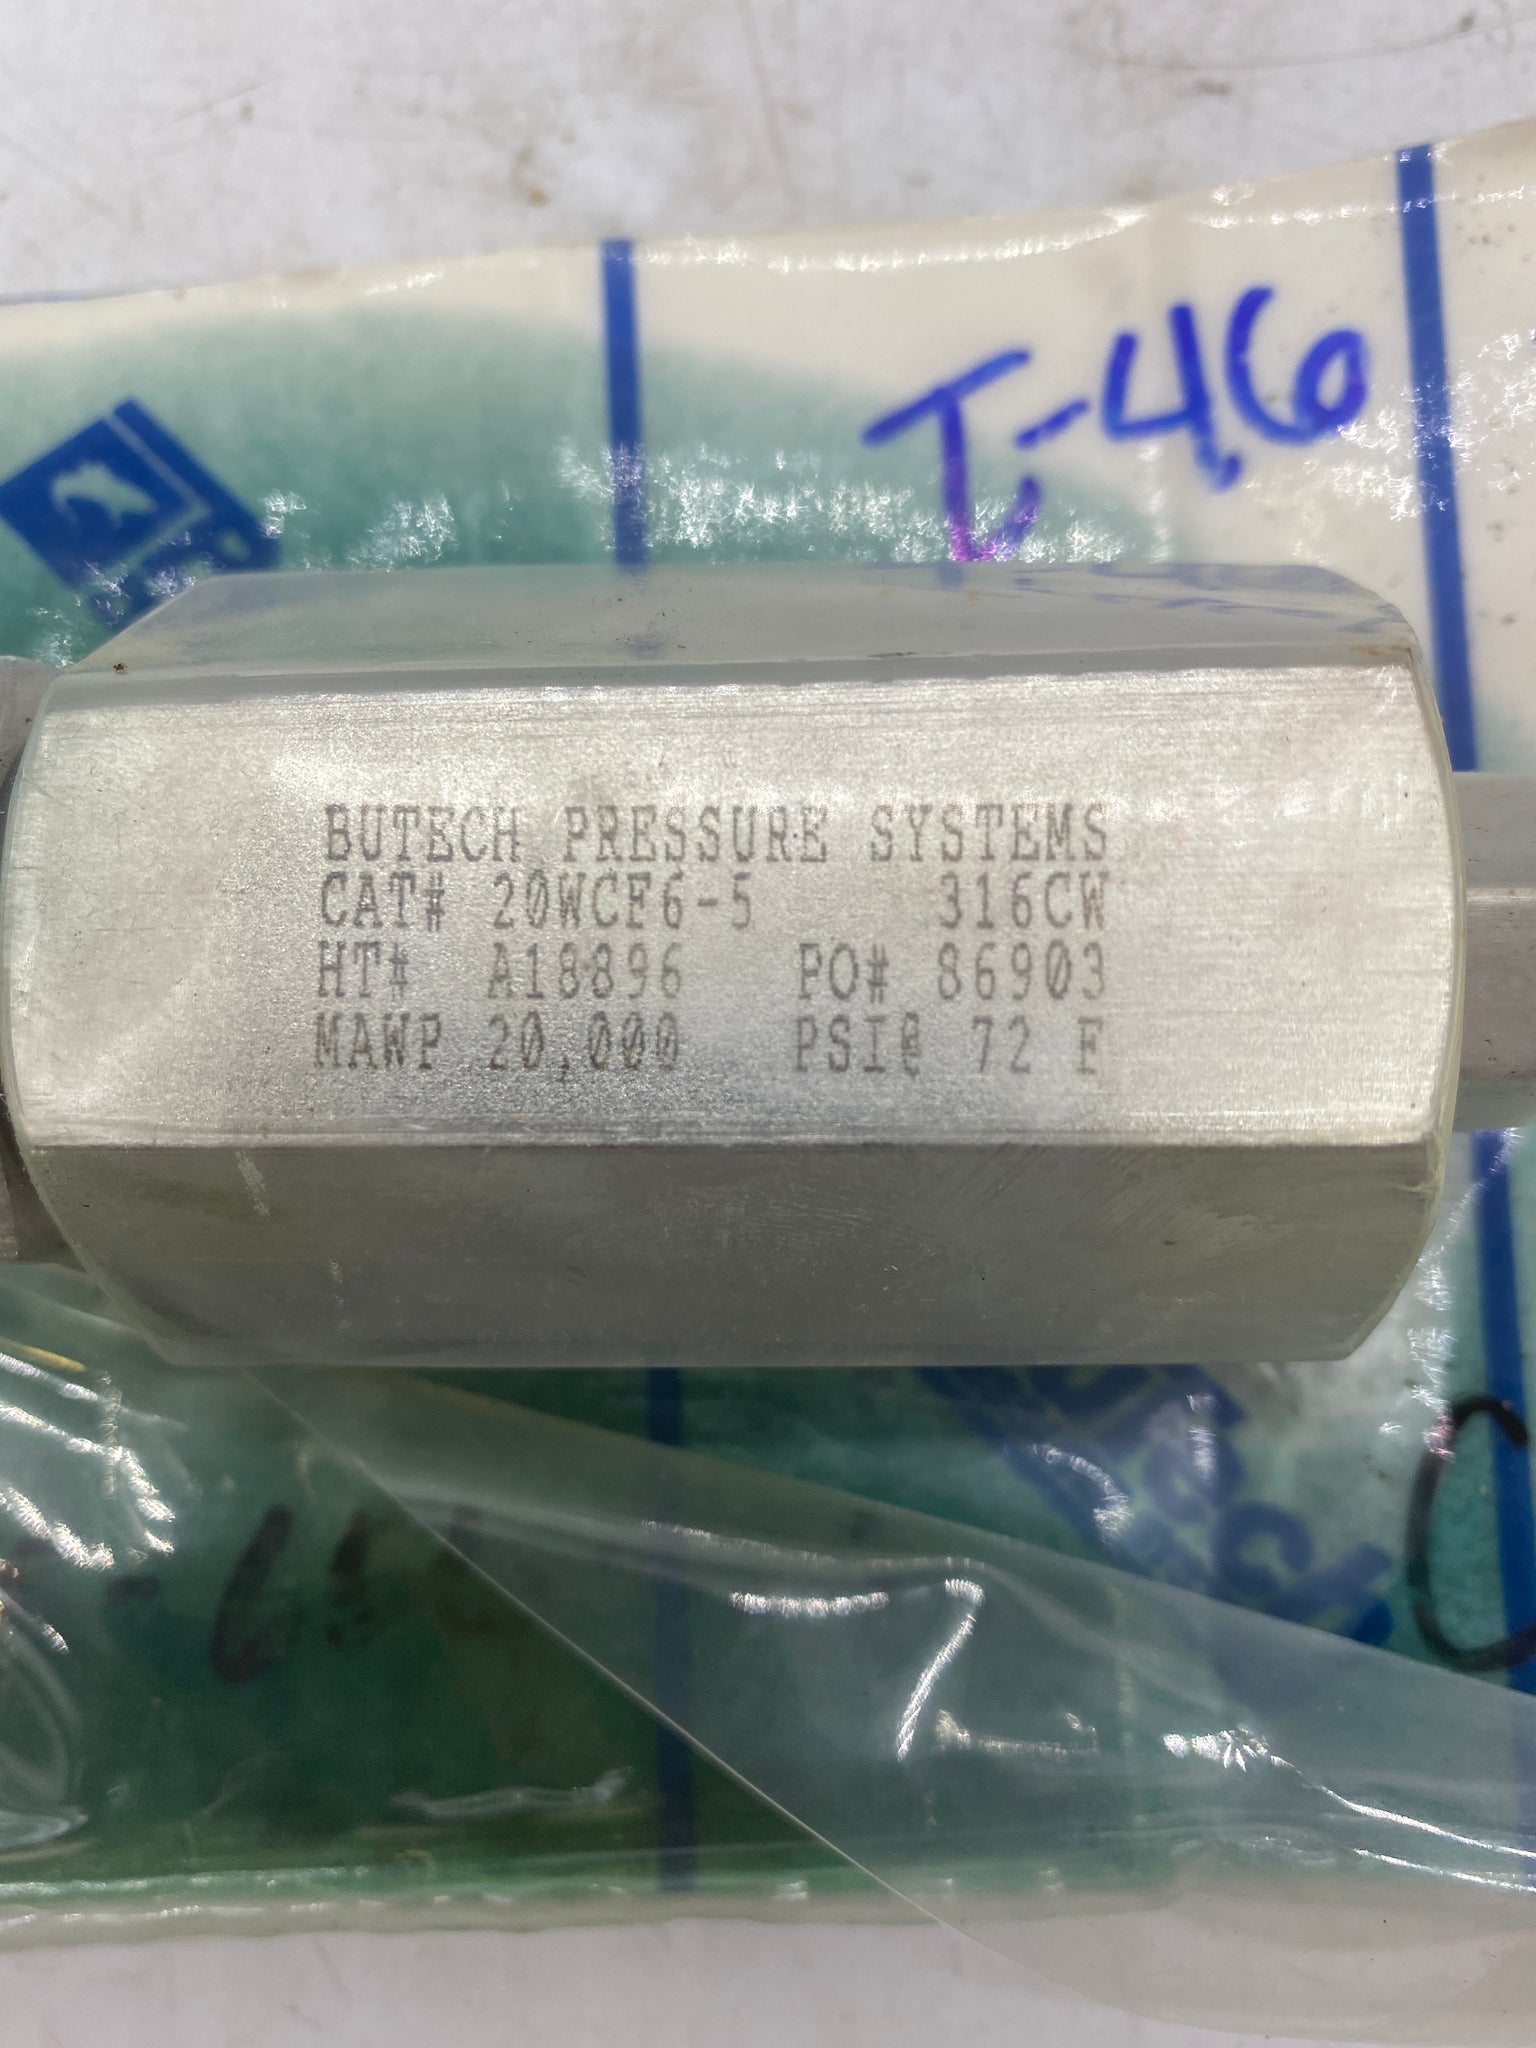 I-46
BUTECH PRESSURE SYSTEMS
CAT# 20WCF6-5 316CW
HT# A18896 PO# 86903
MAWP 20,000 PSI@ 72 F